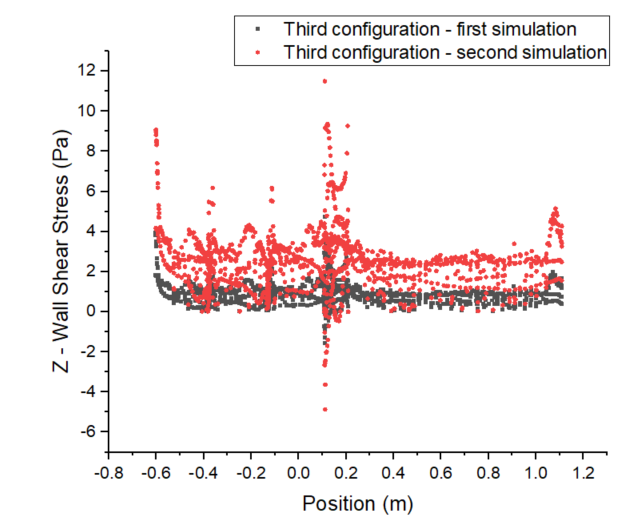 Third configuration - first simulation
Third configuration - second simulation
12
10
8
6
4
2
0
-2
-4
-6
Z - Wall Shear Stress (Pa)
-0.8 -0.6 -0.4 -0.2 0.0 0.2 0.4 0.6 0.8 1.0 1.2
Position (m)